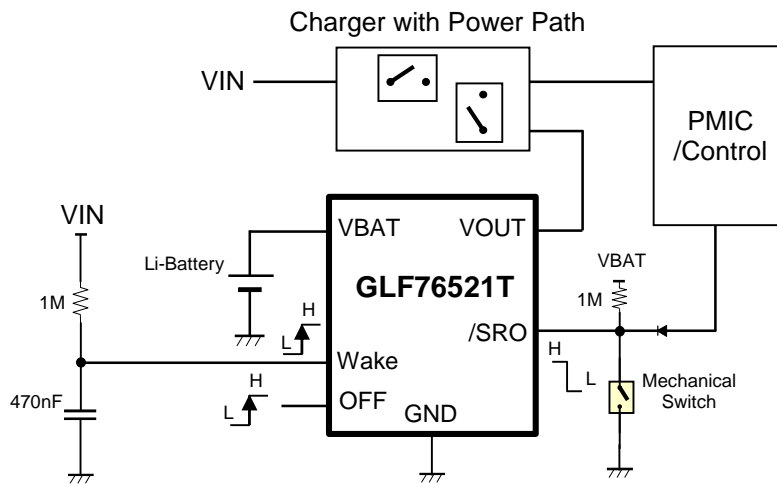 Charger with Power Path
VIN
PMIC
/Control
VIN
VBAT
VOUT
Li-Battery
GLF76521T
VBAT
1M
1M
H
L
/SRO
Wake
H
L
Mechanical
Switch
470nF
H
L
OFF
GND